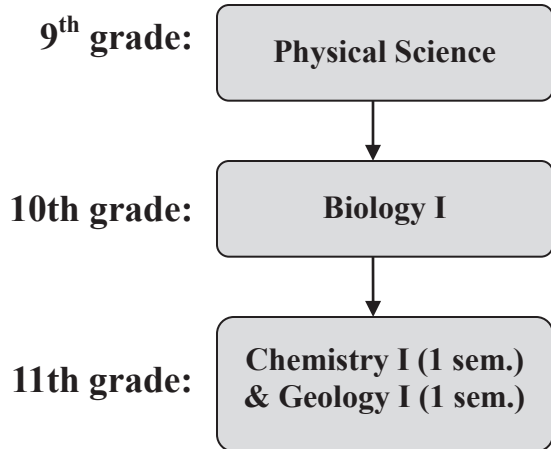 9th grade:
Physical Science
10th grade:
Biology I
11th grade:
Chemistry I (1 sem.)
& Geology I (1 sem.)